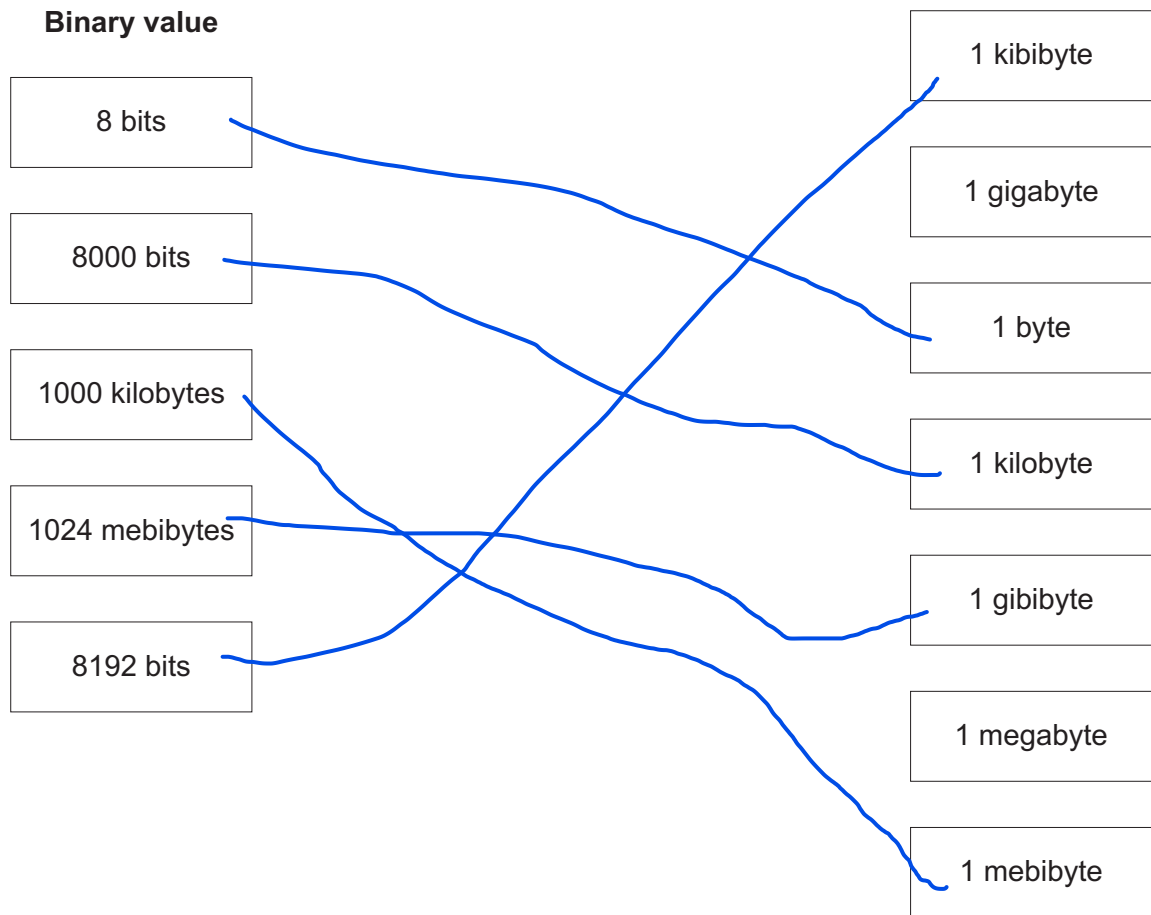 Binary value
8 bits
8000 bits
1000 kilobytes
1024 mebibytes
8192 bits
1 kibibyte
1 gigabyte
1 byte
1 kilobyte
1 gibibyte
1 megabyte
1 mebibyte